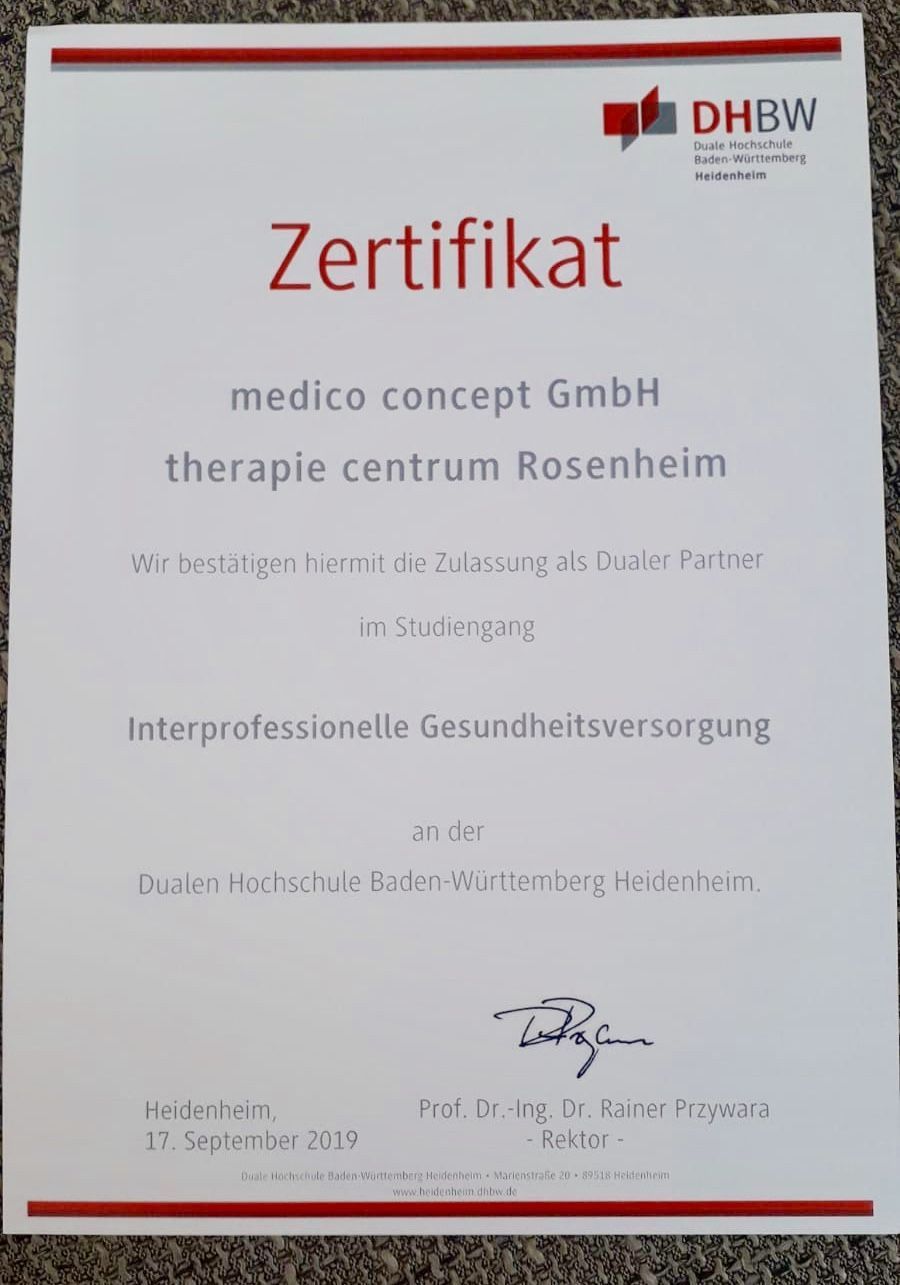 DHBW
Duale Hochschule
Baden-Württemberg
Heidenheim
Zertifikat
medico concept GmbH
therapie centrum Rosenheim
Wir bestätigen hiermit die Zulassung als Dualer Partner
im Studiengang
Interprofessionelle Gesundheitsversorgung
an der
Dualen Hochschule Baden-Württemberg Heidenheim.
Heidenheim,
17. September 2019
Prof. Dr.-Ing. Dr. Rainer Przywara
- Rektor -
Duale Hochschule Baden-Württemberg Heidenheim • Marienstraße 20 • 89518 Heidenheim
www.heidenheim.dhbw.de